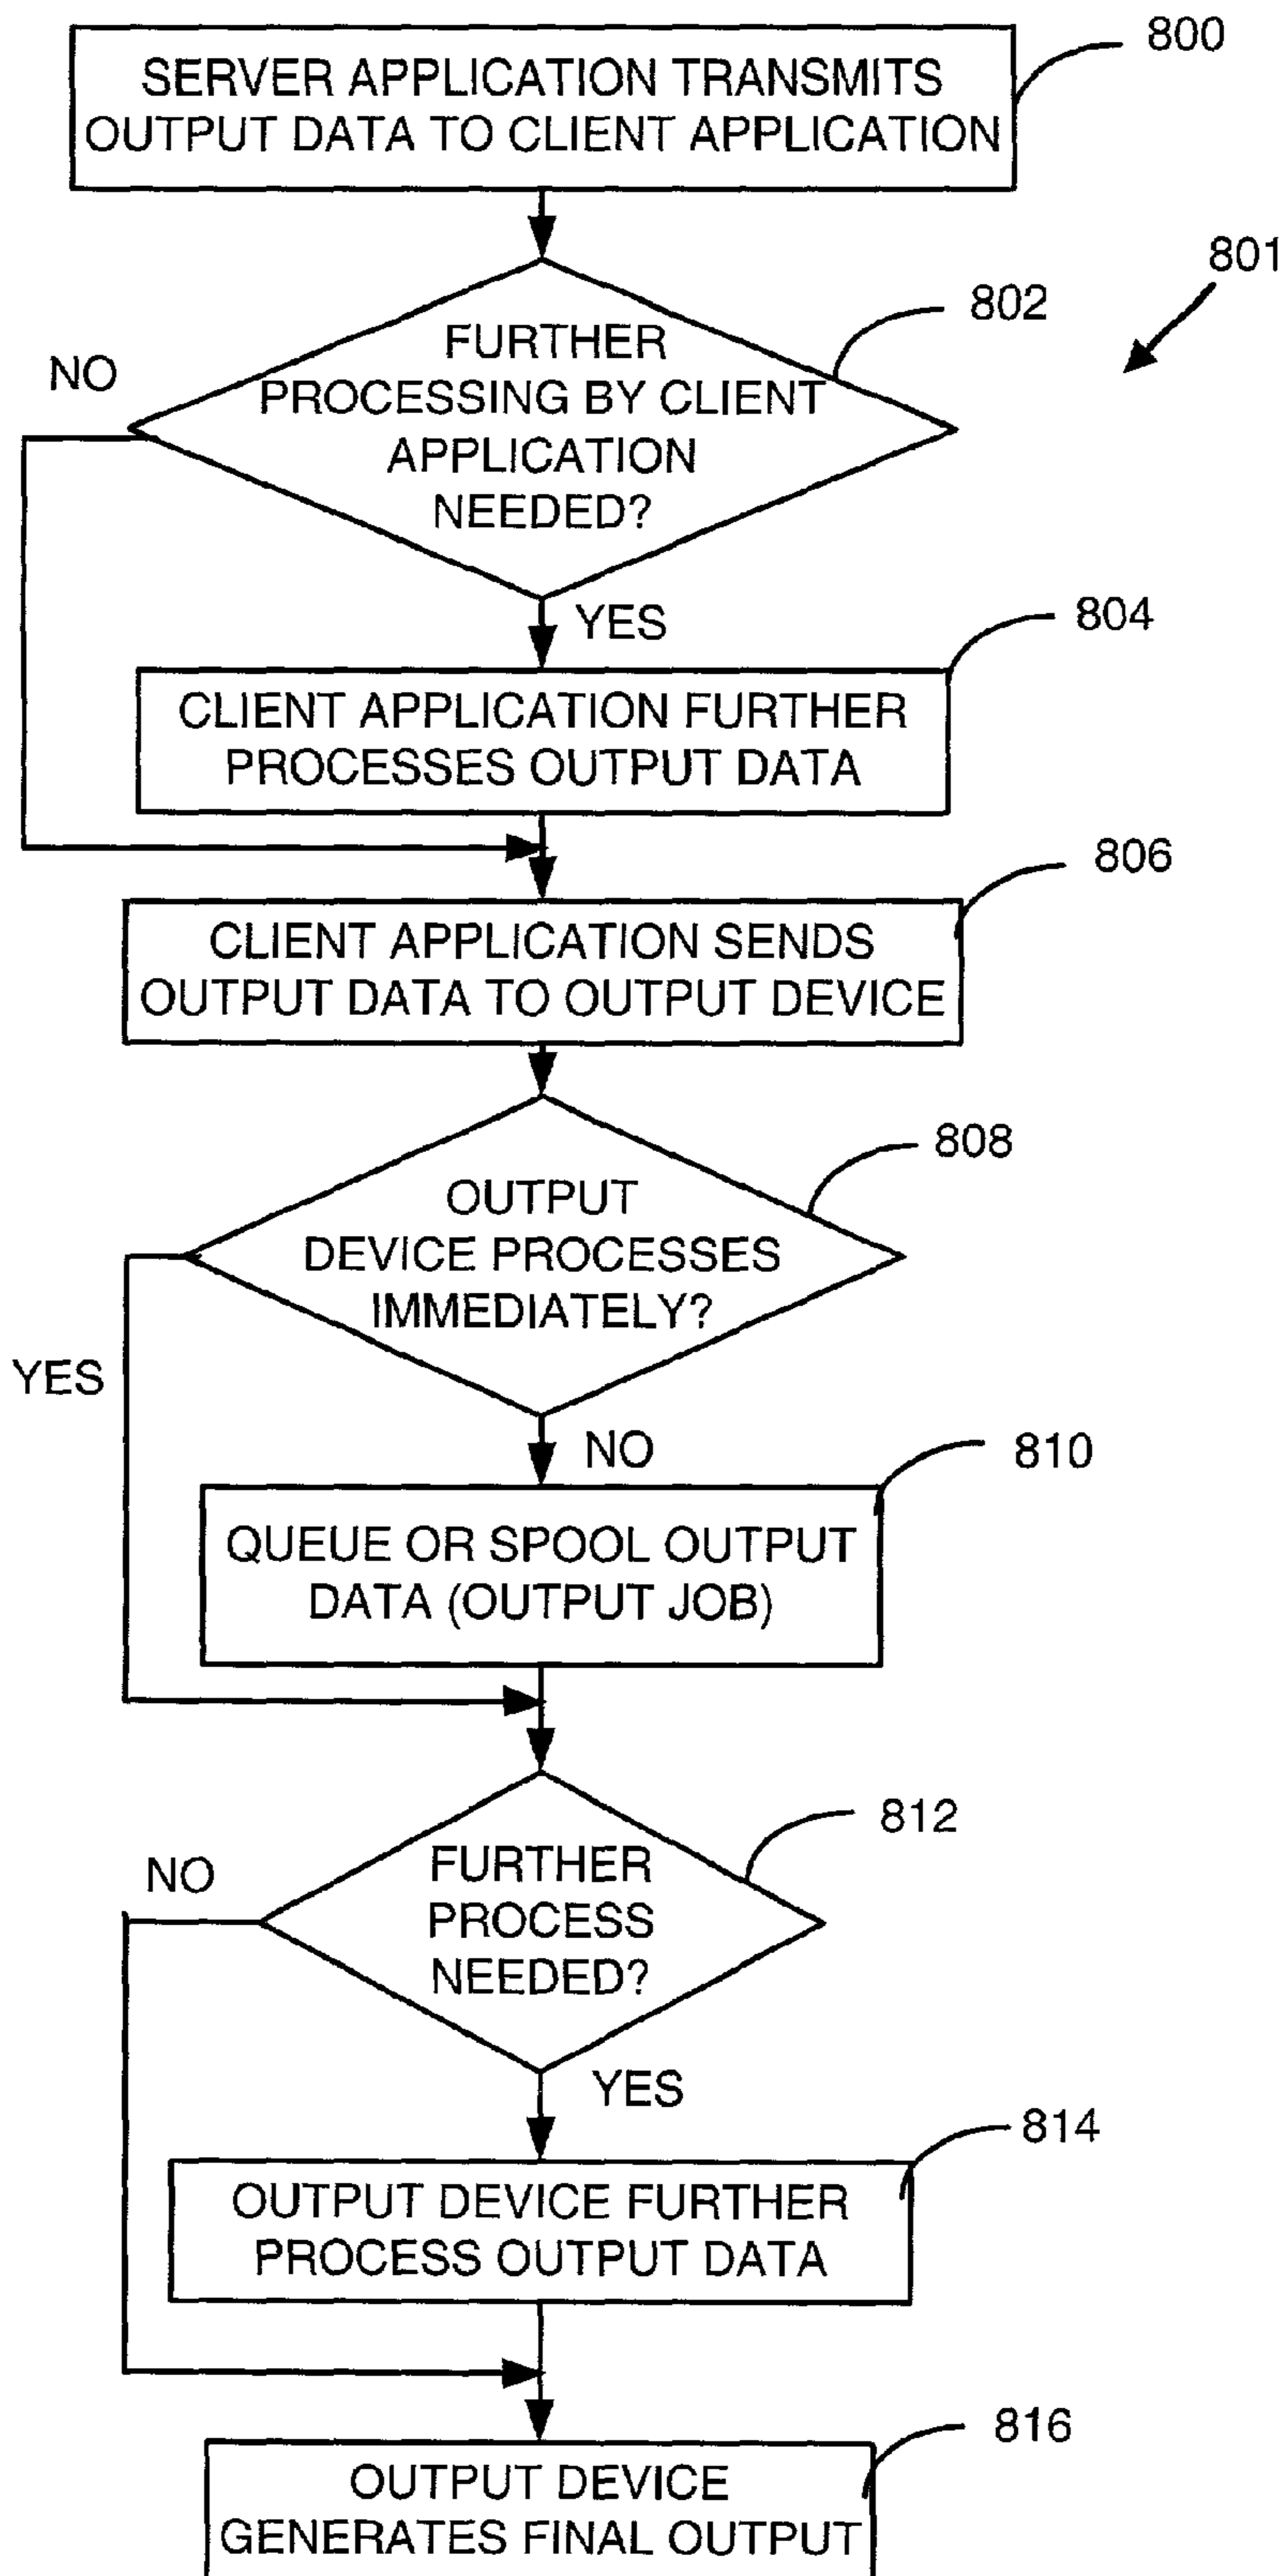 800
SERVER APPLICATION TRANSMITS
OUTPUT DATA TO CLIENT APPLICATION
801
802
FURTHER
PROCESSING BY CLIENT
APPLICATION
NEEDED?
NO
YES
804
CLIENT APPLICATION FURTHER
PROCESSES OUTPUT DATA
806
CLIENT APPLICATION SENDS
OUTPUT DATA TO OUTPUT DEVICE
808
OUTPUT
DEVICE PROCESSES
IMMEDIATELY?
YES
NO
810
QUEUE OR SPOOL OUTPUT
DATA (OUTPUT JOB)
812
NO
FURTHER
PROCESS
NEEDED?
YES
814
OUTPUT DEVICE FURTHER
PROCESS OUTPUT DATA
816
OUTPUT DEVICE
GENERATES FINAL OUTPUT